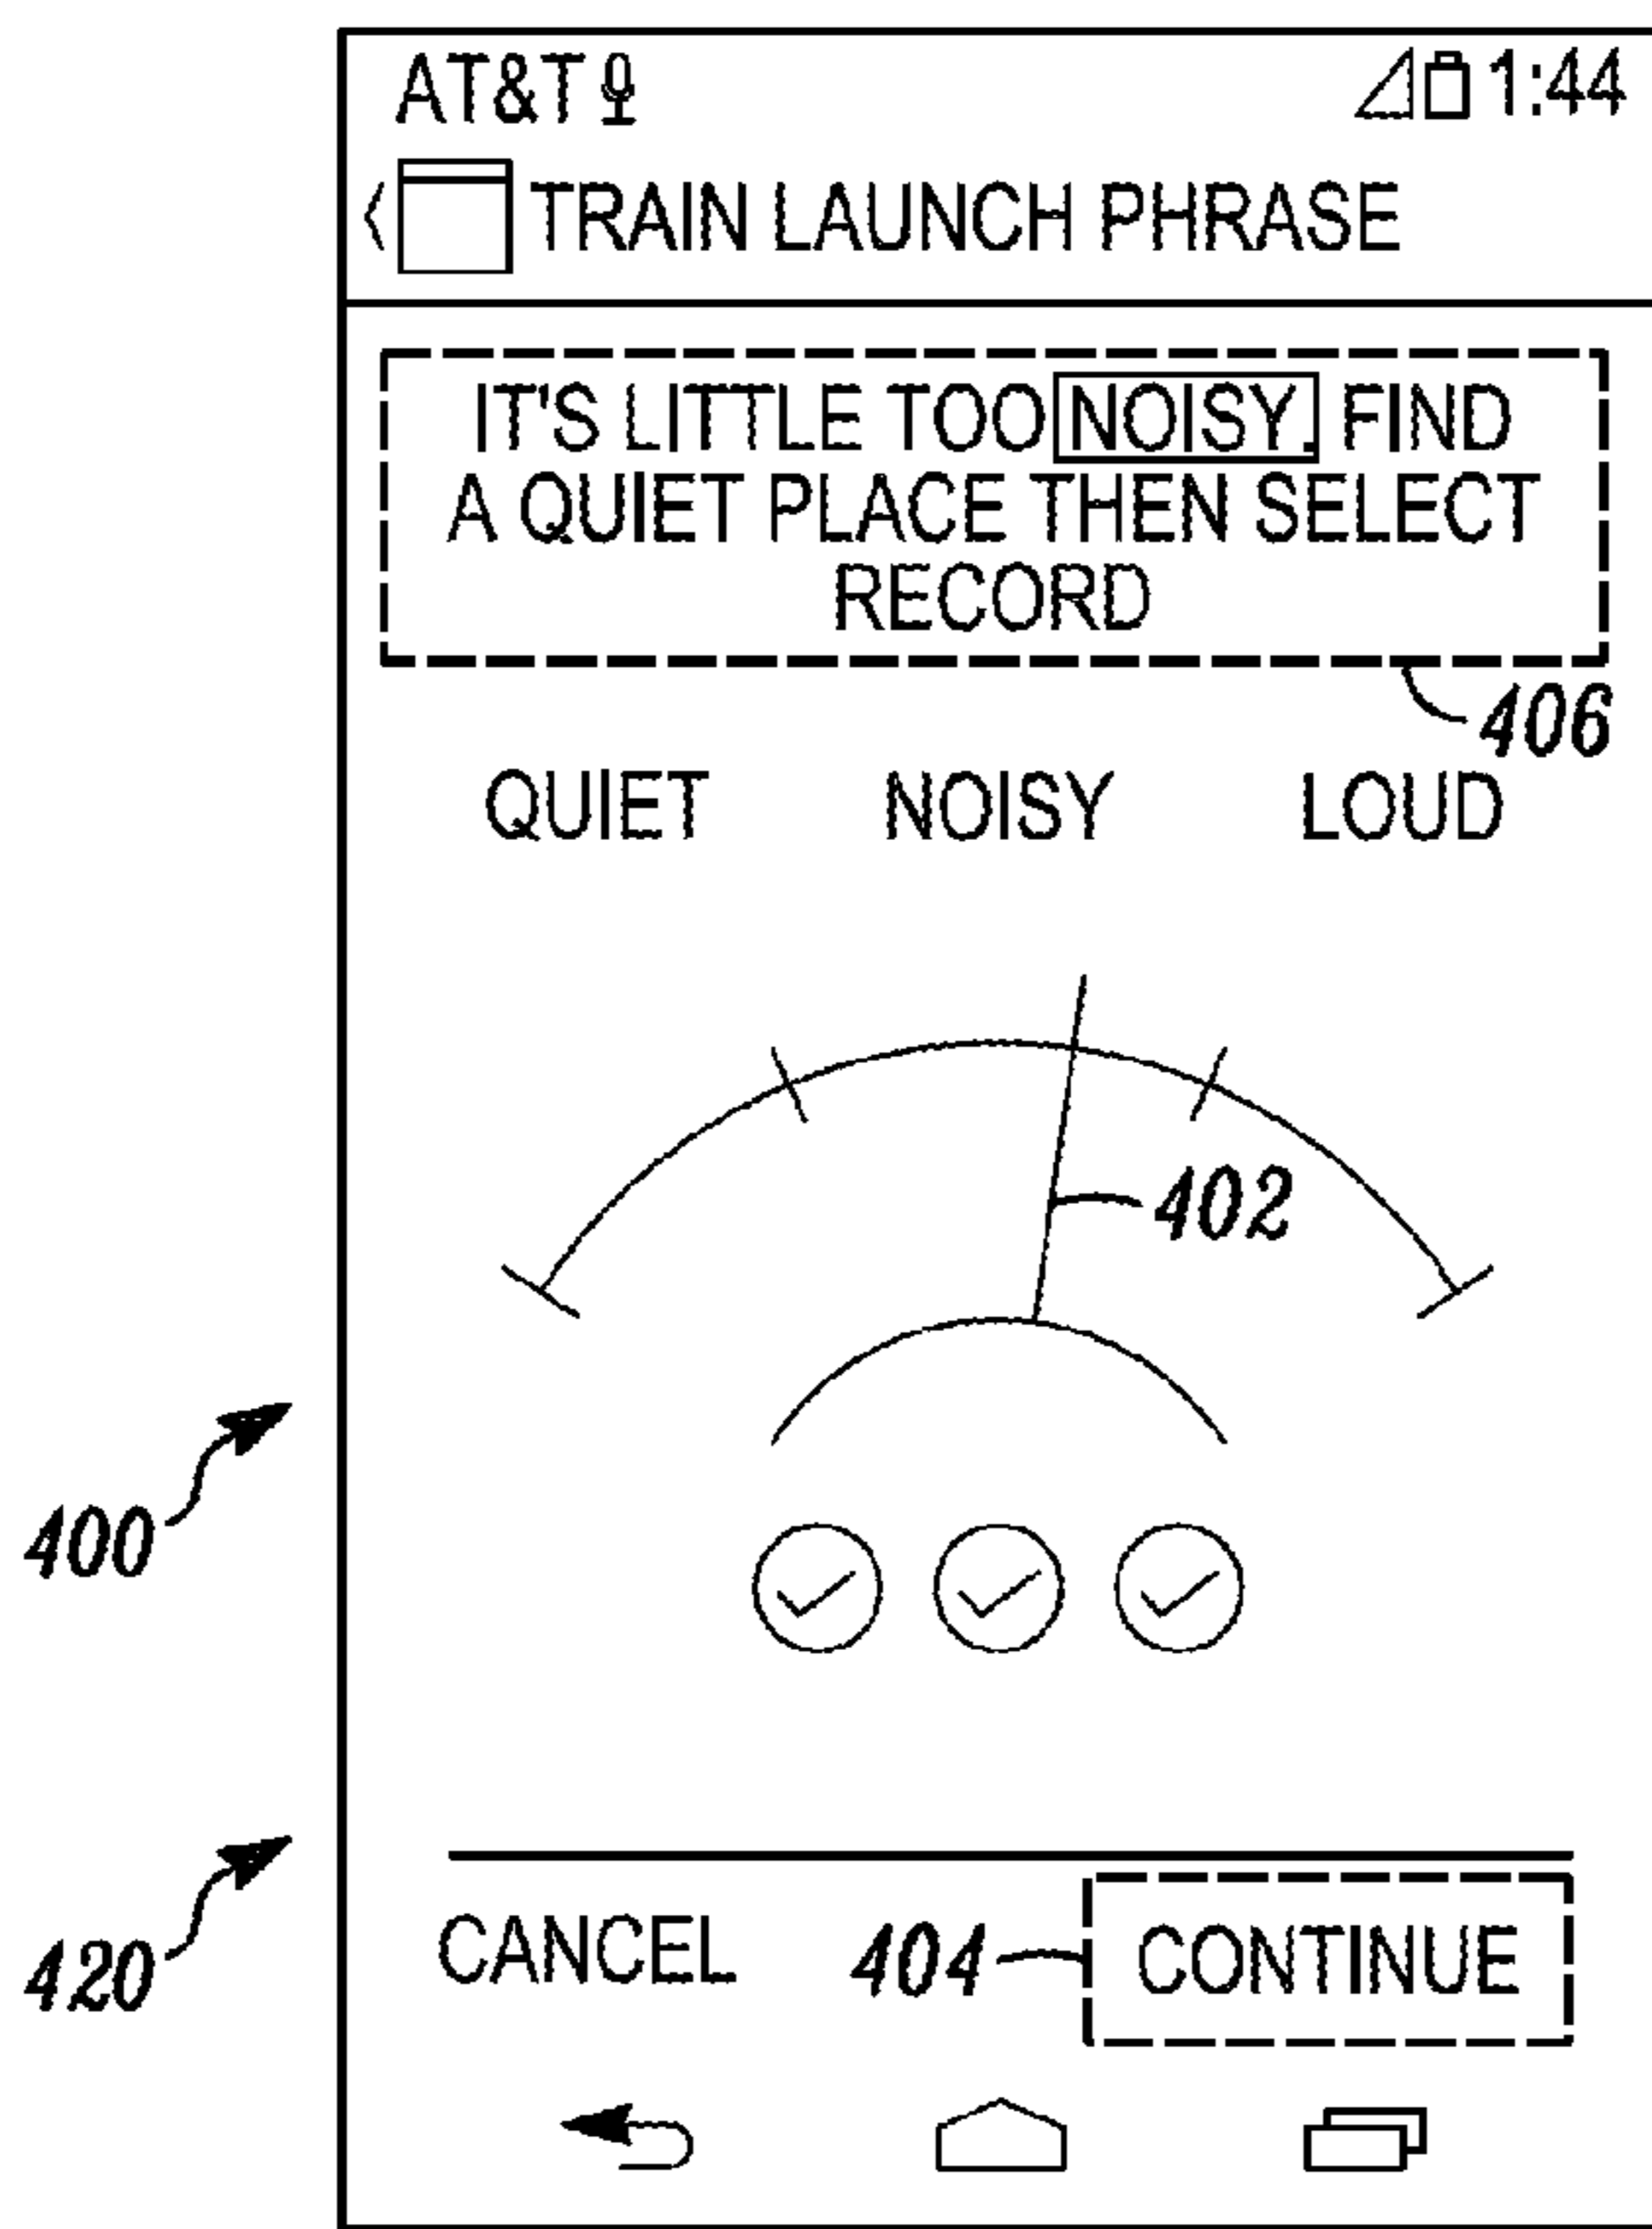 AT&T 1:44
TRAIN LAUNCH PHRASE
IT'S LITTLE TOO NOISY. FIND
A QUIET PLACE THEN SELECT
RECORD
406
QUIET NOISY LOUD
402
400
420
CANCEL 404 CONTINUE